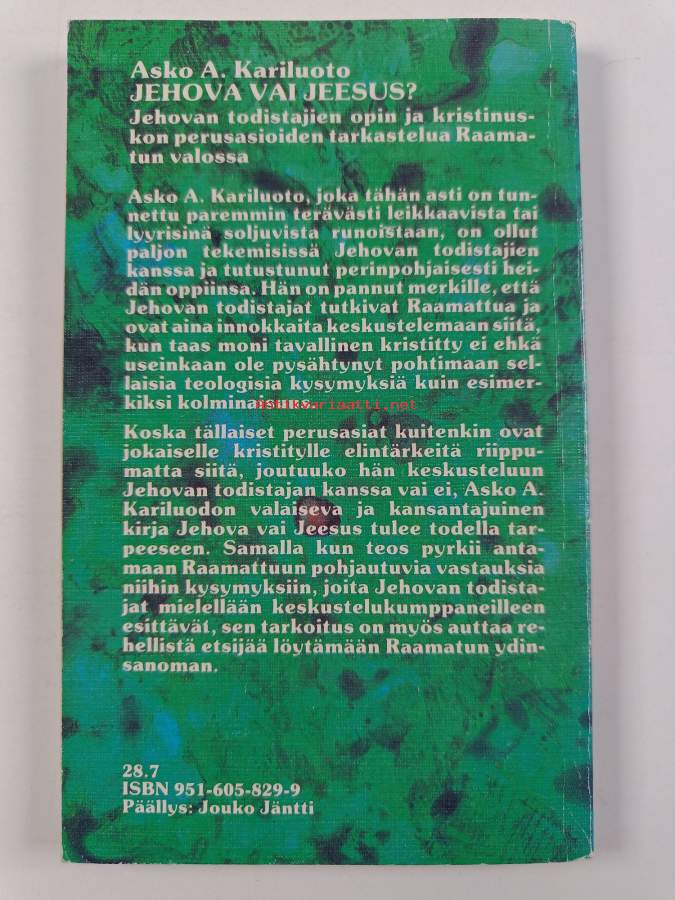 Asko A. Kariluoto
JEHOVA VAI JEESUS?
Jehovan todistajien opin ja kristinus-
kon perusasioiden tarkastelua Raama-
tun valossa
Asko A. Kariluoto, joka tähän asti on tun-
nettu paremmin terävästi leikkaavista tai
lyyrisinä soljuvista runoistaan, on ollut
paljon tekemisissä Jehovan todistajien
kanssa ja tutustunut perinpohjaisesti hei-
dän oppiinsa. Hän on pannut merkille, että
Jehovan todistajat tutkivat Raamattua ja
ovat aina innokkaita keskustelemaan siitä,
kun taas moni tavallinen kristitty ei ehkä
useinkaan ole pysähtynyt pohtimaan sel-
laisia teologisia kysymyksiä kuin esimer-
kiksi kolminaisuus.
Antikvariaatti.net
Koska tällaiset perusasiat kuitenkin ovat
jokaiselle kristitylle elintärkeitä riippu-
matta siitä, joutuuko hän keskusteluun
Jehovan todistajan kanssa vai ei, Asko A.
Kariluodon valaiseva ja kansantajuinen
kirja Jehova vai Jeesus tulee todella tar-
peeseen. Samalla kun teos pyrkii anta-
maan Raamattuun pohjautuvia vastauksia
niihin kysymyksiin, joita Jehovan todista-
jat mielellään keskustelukumppaneilleen
esittävät, sen tarkoitus on myös auttaa re-
hellistä etsijää löytämään Raamatun ydin-
sanoman.
28.7
ISBN 951-605-829-9
Päällys: Jouko Jäntti